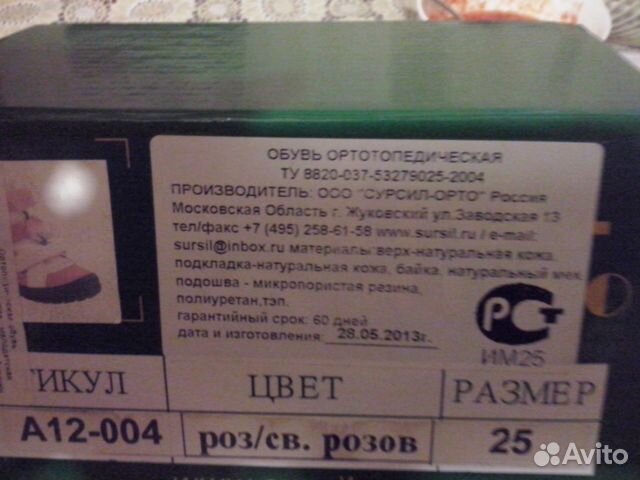 ОБУВЬ ОРТОТОПЕДИЧЕСКАЯ
ТУ 8820-037-53279025-2004
ПРОИЗВОДИТЕЛЬ: ООО "СУРСИЛ-ОРТО" Россия
Московская Область г. Жуковский ул.Заводская 13
тел/факс +7 (495) 258-61-58 www.sursil.ru / e-mail:
sursil@inbox.ru материалы:верх-натуральная кожа,
подкладка-натуральная кожа, байка, натуральный мех,
подошва - микропористая резина,
полиуретан,тэп.
гарантийный срок: 60 дней
дата и изготовления: 28.05.2013г.
РСТ
ИМ25
ИКУЛ ЦВЕТ РАЗМЕР
А12-004 роз/св. розов 25
Avito